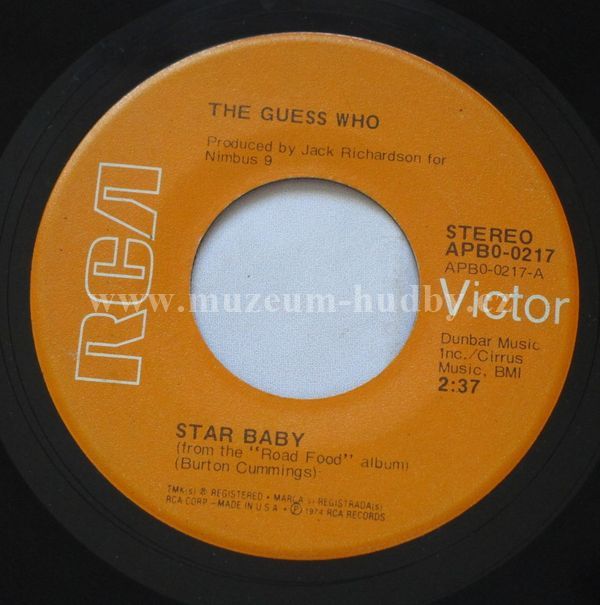 THE GUESS WHO
Produced by Jack Richardson for
Nimbus 9
RCA
STEREO
APB0-0217
APB0-0217-A
Victor
www.muzeum-hudby.cz
Dunbar Music
Inc./Cirrus
Music, BMI
2:37
STAR BABY
(from the "Road Food" album)
(Burton Cummings)
TMK(s) ® REGISTERED • MARCA(s) REGISTRADA(s)
RCA CORP.-MADE IN U.S.A. • ℗ 1974 RCA RECORDS